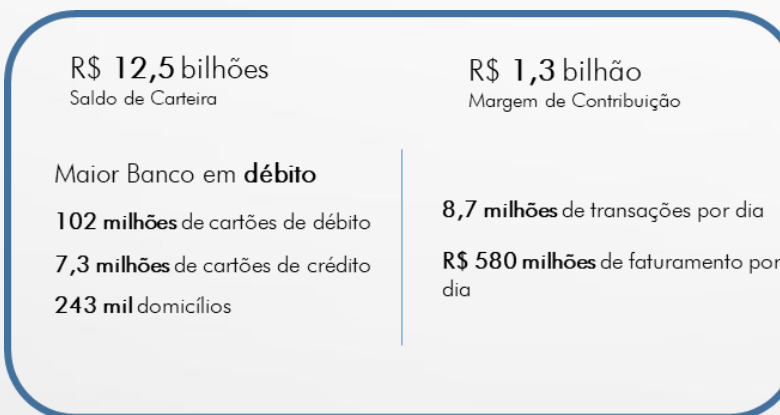 R$ 12,5 bilhões
Saldo de Carteira
R$ 1,3 bilhão
Margem de Contribuição
Maior Banco em débito
102 milhões de cartões de débito
7,3 milhões de cartões de crédito
243 mil domicílios
8,7 milhões de transações por dia
R$ 580 milhões de faturamento por
dia